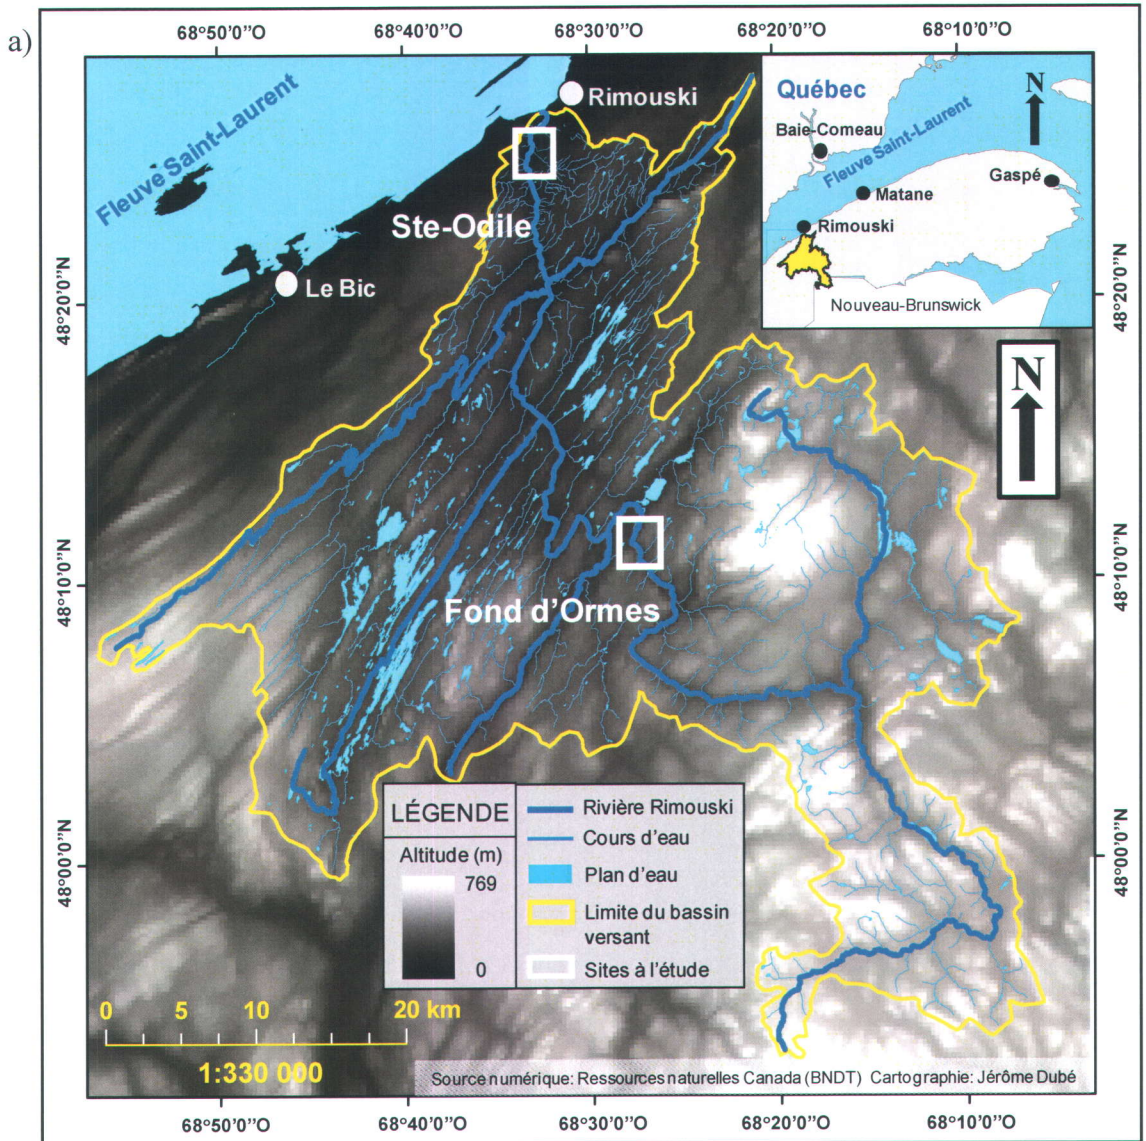 a)
68°50'0"O
68°40'0"O
68°30'0"O
68°20'0"O
68°10'0"O
Fleuve Saint-Laurent
Rimouski
Ste-Odile
Le Bic
Fond d'Ormes
Québec
Baie-Comeau
Fleuve Saint-Laurent
Matane
Gaspé
Rimouski
Nouveau-Brunswick
N
N
48°20'0"N
48°20'0"N
48°10'0"N
48°10'0"N
48°0'0"N
48°0'0"N
LÉGENDE
Altitude (m)
769
0
Rivière Rimouski
Cours d'eau
Plan d'eau
Limite du bassin
versant
Sites à l'étude
0 5 10 20 km
1:330 000
Source numérique: Ressources naturelles Canada (BNDT) Cartographie: Jérôme Dubé
68°50'0"O
68°40'0"O
68°30'0"O
68°20'0"O
68°10'0"O